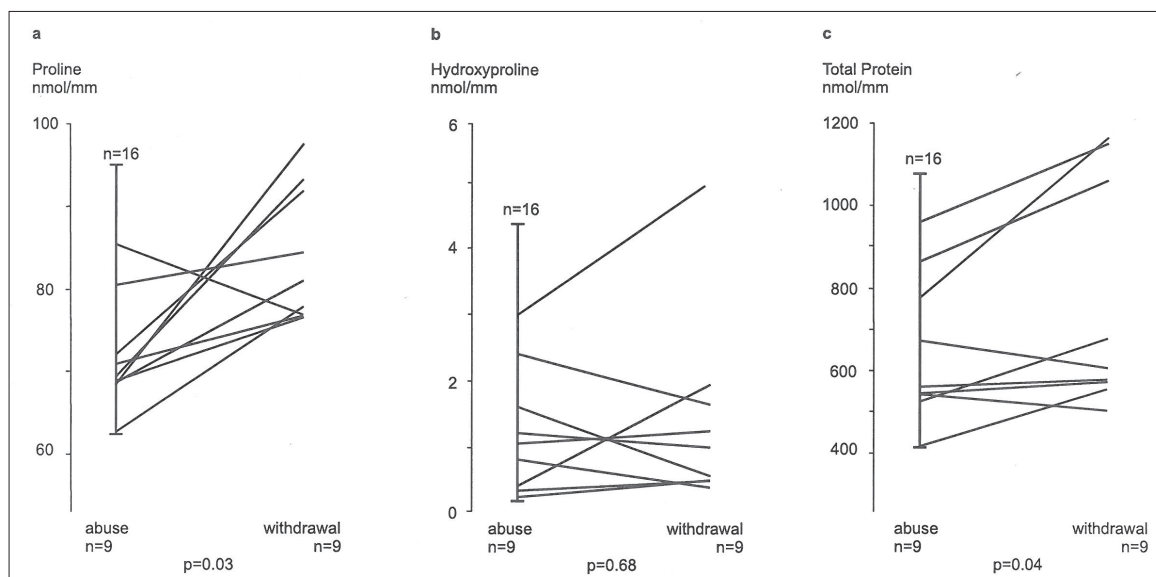 a
Proline
nmol/mm
100
80
60
n=16
abuse
n=9
withdrawal
n=9
p=0.03
b
Hydroxyproline
nmol/mm
6
4
2
0
n=16
abuse
n=9
withdrawal
n=9
p=0.68
c
Total Protein
nmol/mm
1200
1000
800
600
400
n=16
abuse
n=9
withdrawal
n=9
p=0.04